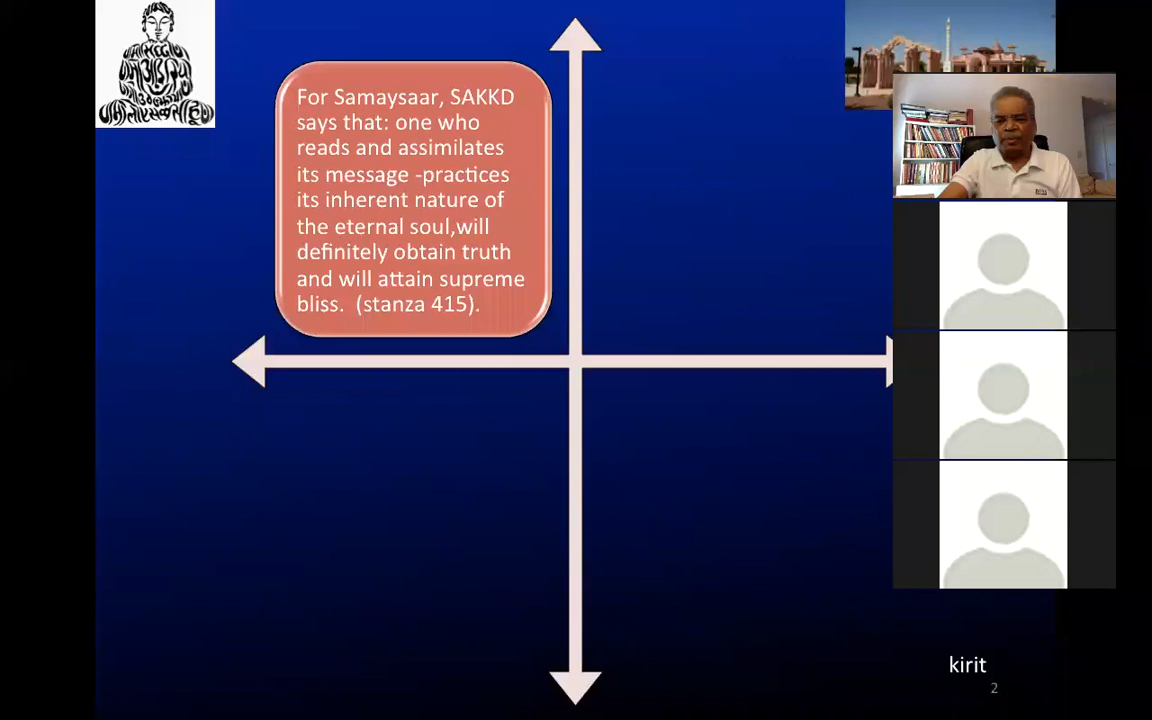 For Samaysaar, SAKKD
says that: one who
reads and assimilates
its message -practices
its inherent nature of
the eternal soul,will
definitely obtain truth
and will attain supreme
bliss.  (stanza 415).
kirit
2